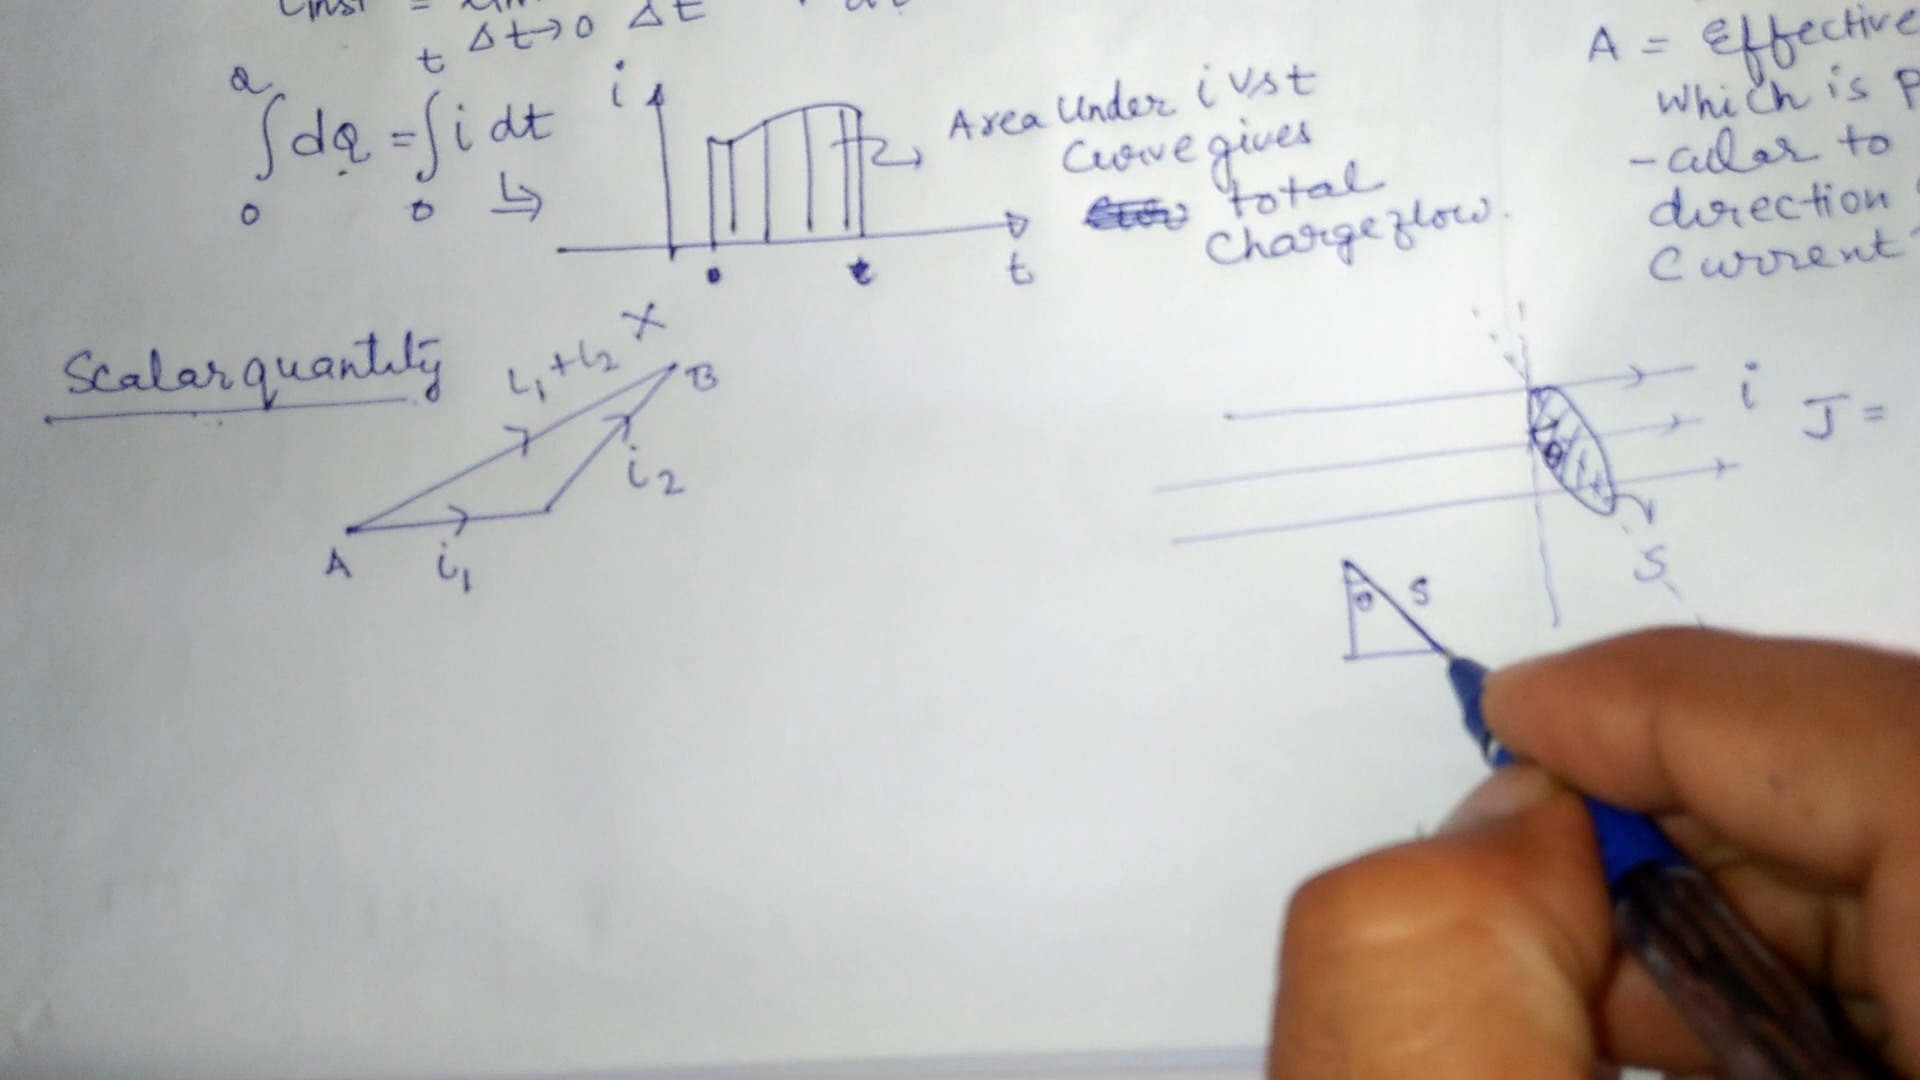 Δt→0 Δt
∫₀^Q dQ = ∫₀^t i dt
i
0 t t
Area Under i vs t
Curve gives
total
Charge flow.
A = Effective
which is
-cular to
direction
Current
Scalar quantity
i₁+i₂ X
B
i₂
A
i₁
i
J =
θ
S
θ S